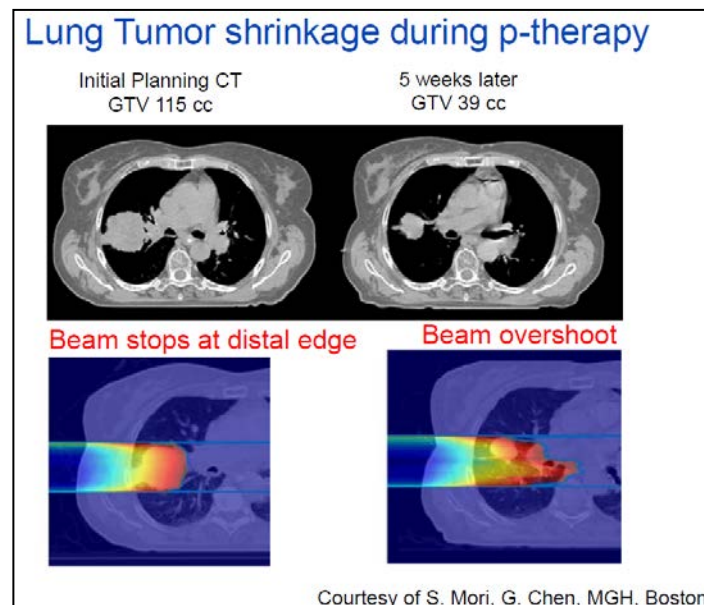 Lung Tumor shrinkage during p-therapy
Initial Planning CT
GTV 115 cc
5 weeks later
GTV 39 cc
Beam stops at distal edge
Beam overshoot
Courtesy of S. Mori, G. Chen, MGH, Boston